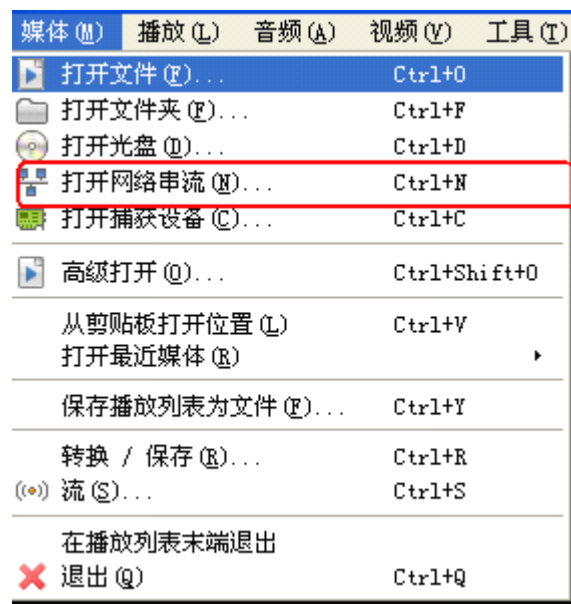 媒体(M) 播放(L) 音频(A) 视频(V) 工具(T)
打开文件(F)... Ctrl+O
打开文件夹(F)... Ctrl+F
打开光盘(D)... Ctrl+D
打开网络串流(N)... Ctrl+N
打开捕获设备(C)... Ctrl+C
高级打开(O)... Ctrl+Shift+O
从剪贴板打开位置(L) Ctrl+V
打开最近媒体(R)
保存播放列表为文件(F)... Ctrl+Y
转换 / 保存(R)... Ctrl+R
流(S)... Ctrl+S
在播放列表末端退出
退出(Q) Ctrl+Q